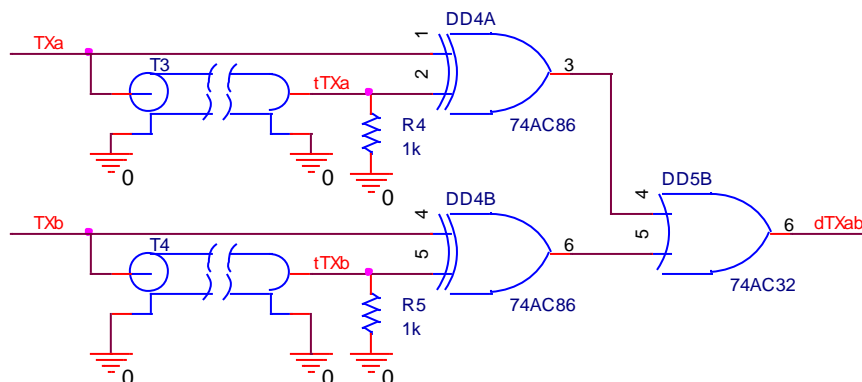 TXa
T3
tTXa
R4
1k
0
0
0
1
2
DD4A
3
74AC86
TXb
T4
tTXb
R5
1k
0
0
0
4
5
DD4B
6
74AC86
DD5B
4
5
6
dTXab
74AC32